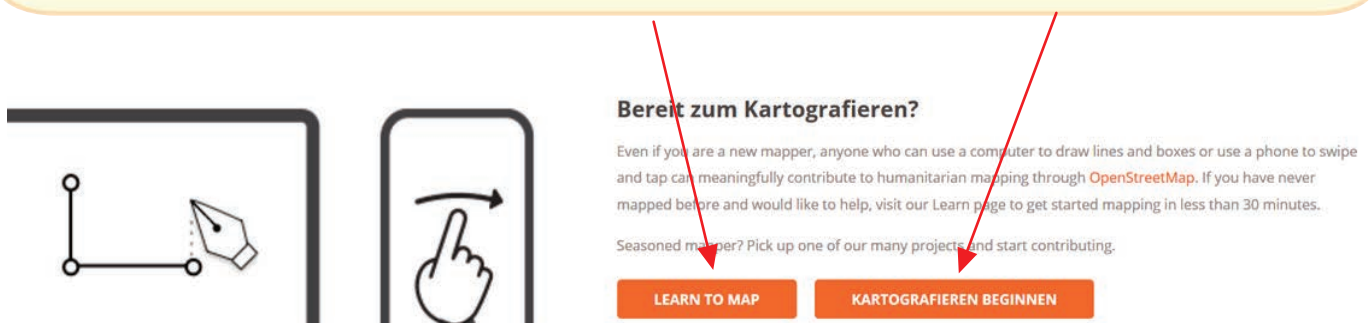 Bereit zum Kartografieren?
Even if you are a new mapper, anyone who can use a computer to draw lines and boxes or use a phone to swipe
and tap can meaningfully contribute to humanitarian mapping through OpenStreetMap. If you have never
mapped before and would like to help, visit our Learn page to get started mapping in less than 30 minutes.
Seasoned mapper? Pick up one of our many projects and start contributing.
LEARN TO MAP
KARTOGRAFIEREN BEGINNEN